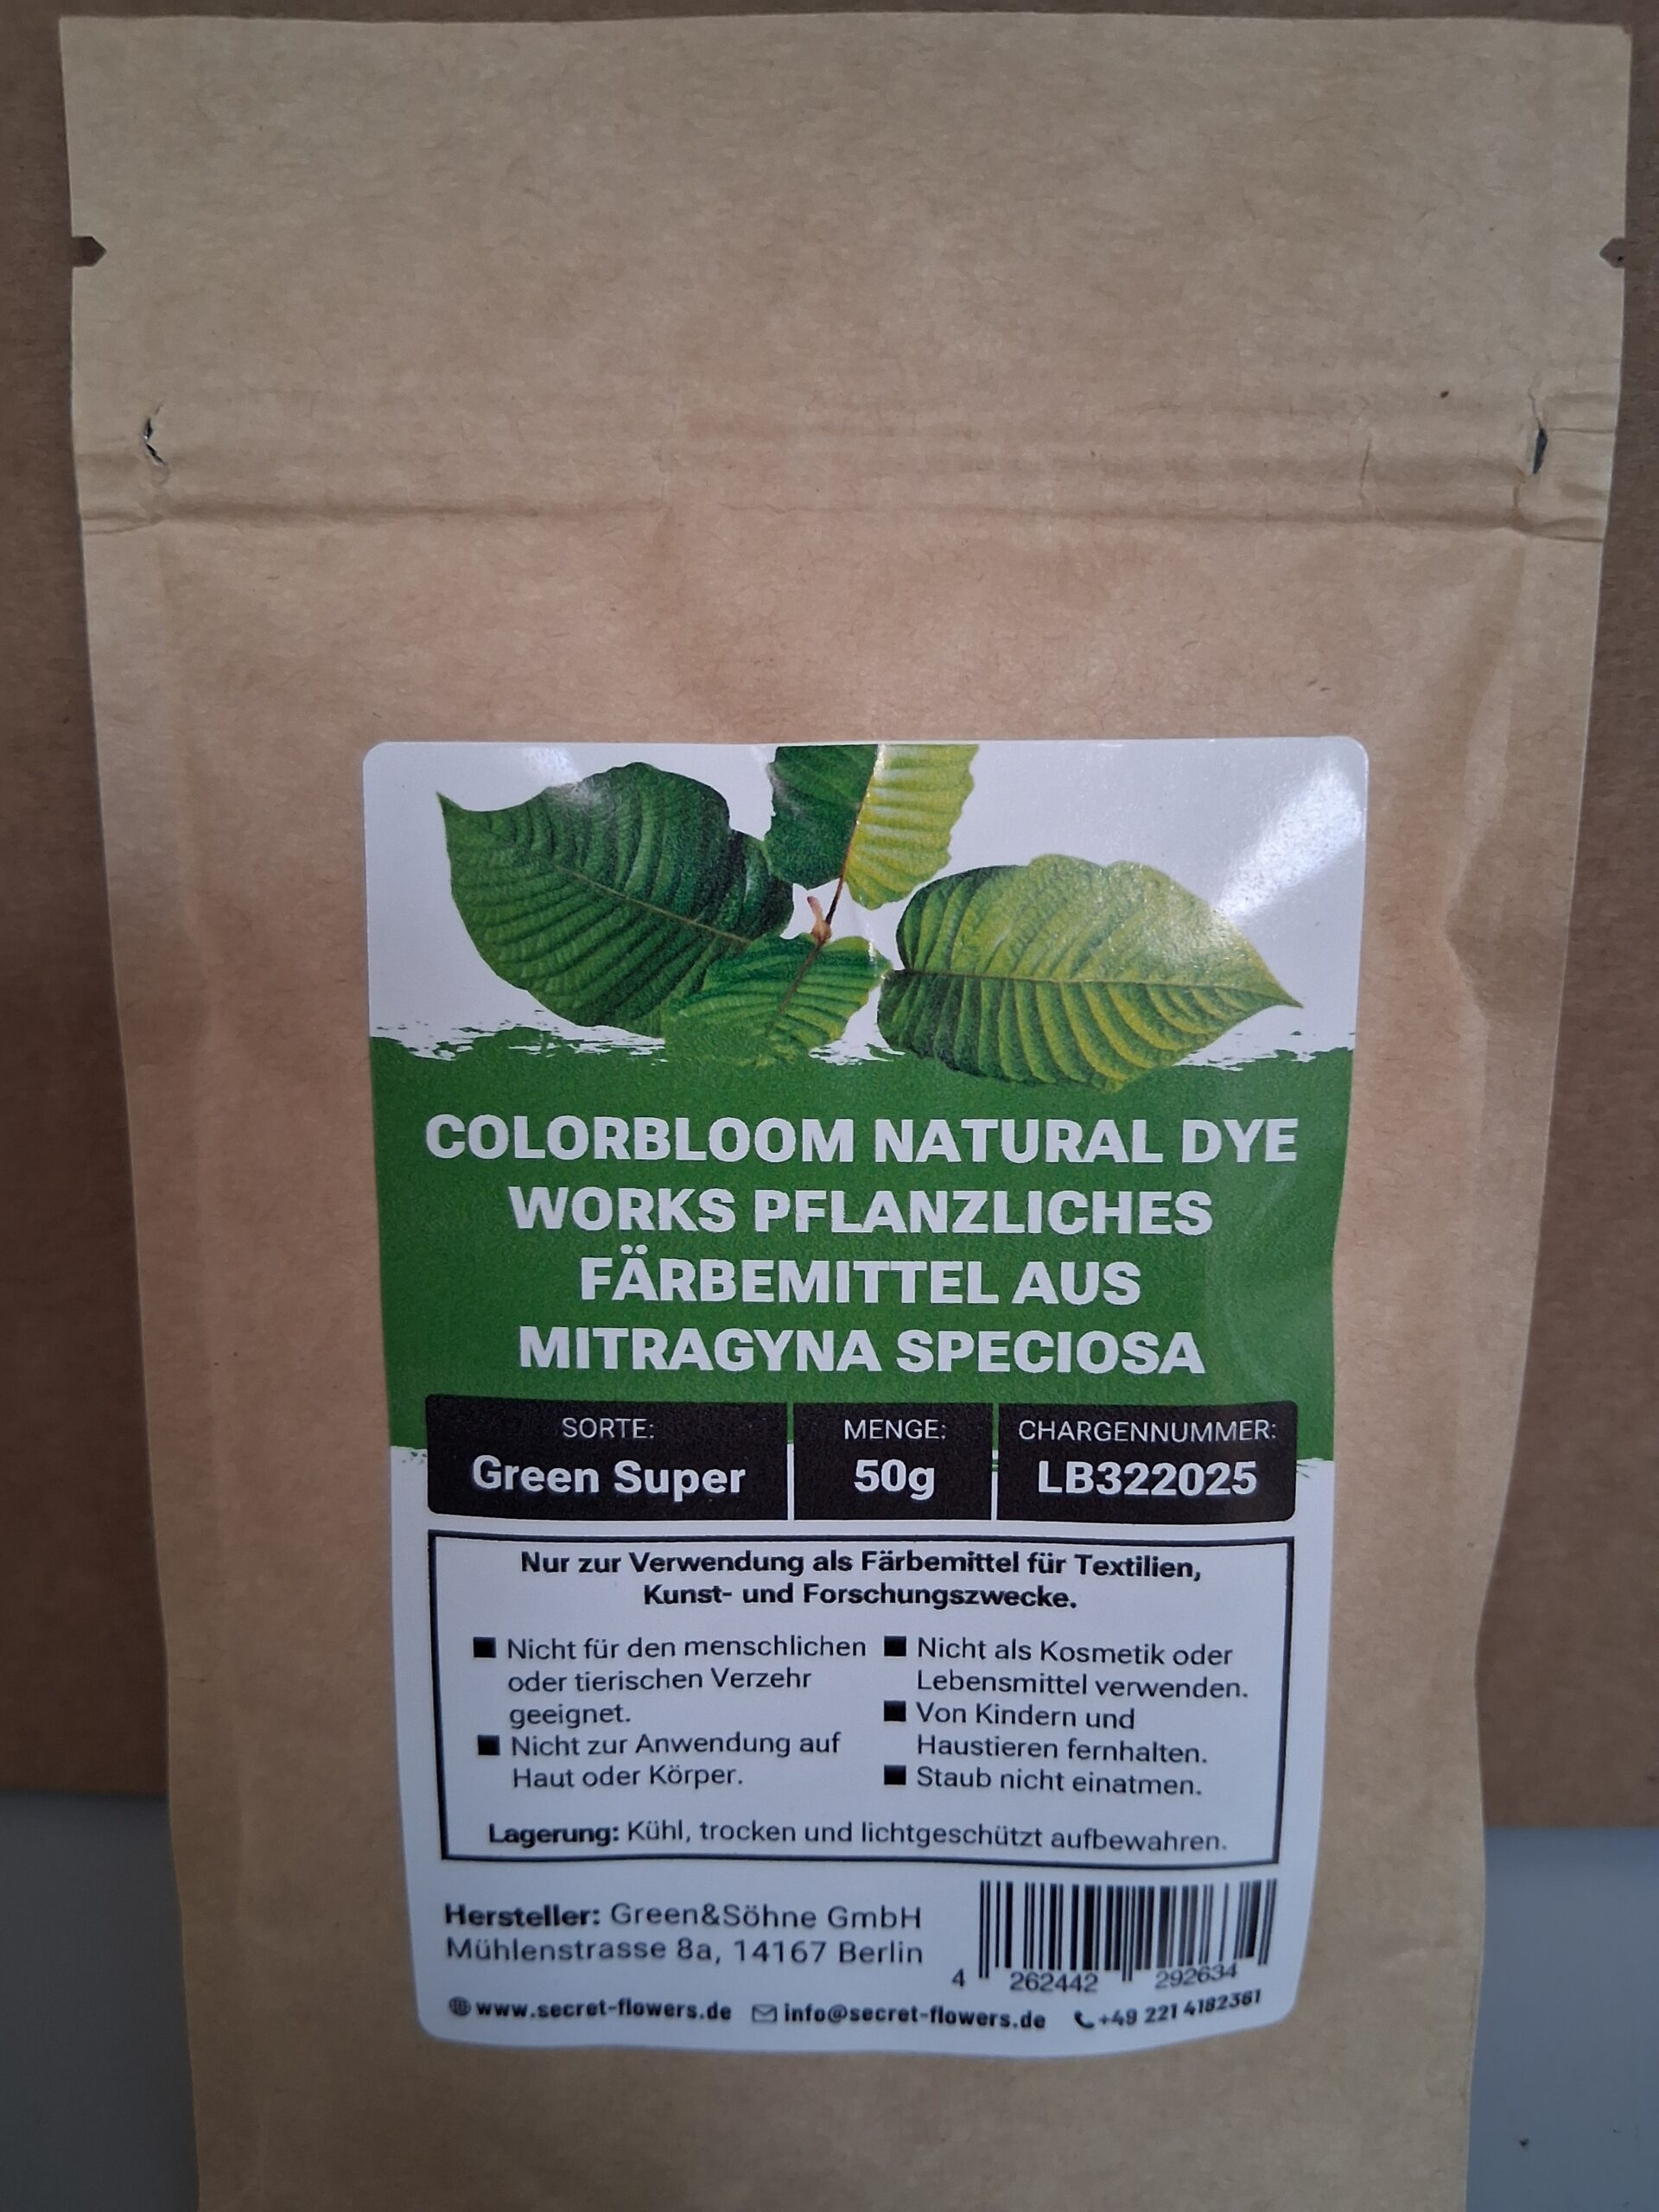 COLORBLOOM NATURAL DYE
WORKS PFLANZLICHES
FÄRBEMITTEL AUS
MITRAGYNA SPECIOSA
SORTE:
Green Super
MENGE:
50g
CHARGENNUMMER:
LB322025
Nur zur Verwendung als Färbemittel für Textilien,
Kunst- und Forschungszwecke.
■ Nicht für den menschlichen
oder tierischen Verzehr
geeignet.
■ Nicht zur Anwendung auf
Haut oder Körper.
■ Nicht als Kosmetik oder
Lebensmittel verwenden.
■ Von Kindern und
Haustieren fernhalten.
■ Staub nicht einatmen.
Lagerung: Kühl, trocken und lichtgeschützt aufbewahren.
Hersteller: Green&Söhne GmbH
Mühlenstrasse 8a, 14167 Berlin
4 262442 292634
www.secret-flowers.de info@secret-flowers.de +49 221 4182361